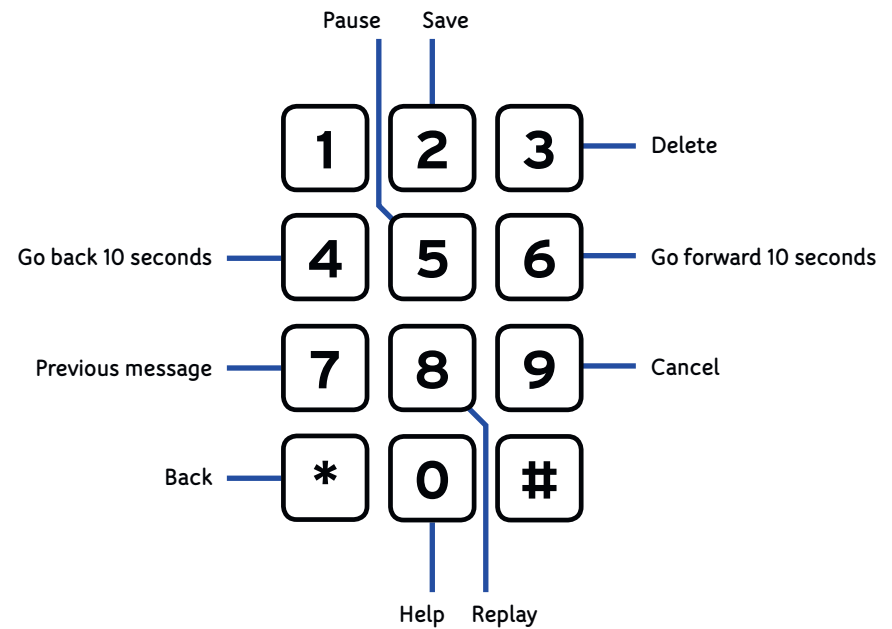 Pause Save
1 2 3 Delete
Go back 10 seconds 4 5 6 Go forward 10 seconds
Previous message 7 8 9 Cancel
Back * 0 #
Help Replay